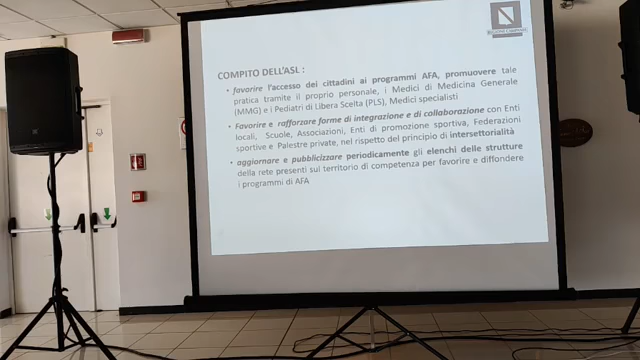 REGIONE CAMPANIA
COMPITO DELL'ASL :
• favorire l'accesso dei cittadini ai programmi AFA, promuovere tale
pratica tramite il proprio personale, i Medici di Medicina Generale
(MMG) e i Pediatri di Libera Scelta (PLS), Medici specialisti
• Favorire e rafforzare forme di integrazione e di collaborazione con Enti
locali, Scuole, Associazioni, Enti di promozione sportiva, Federazioni
sportive e Palestre private, nel rispetto del principio di intersettorialità
• aggiornare e pubblicizzare periodicamente gli elenchi delle strutture
della rete presenti sul territorio di competenza per favorire e diffondere
i programmi di AFA